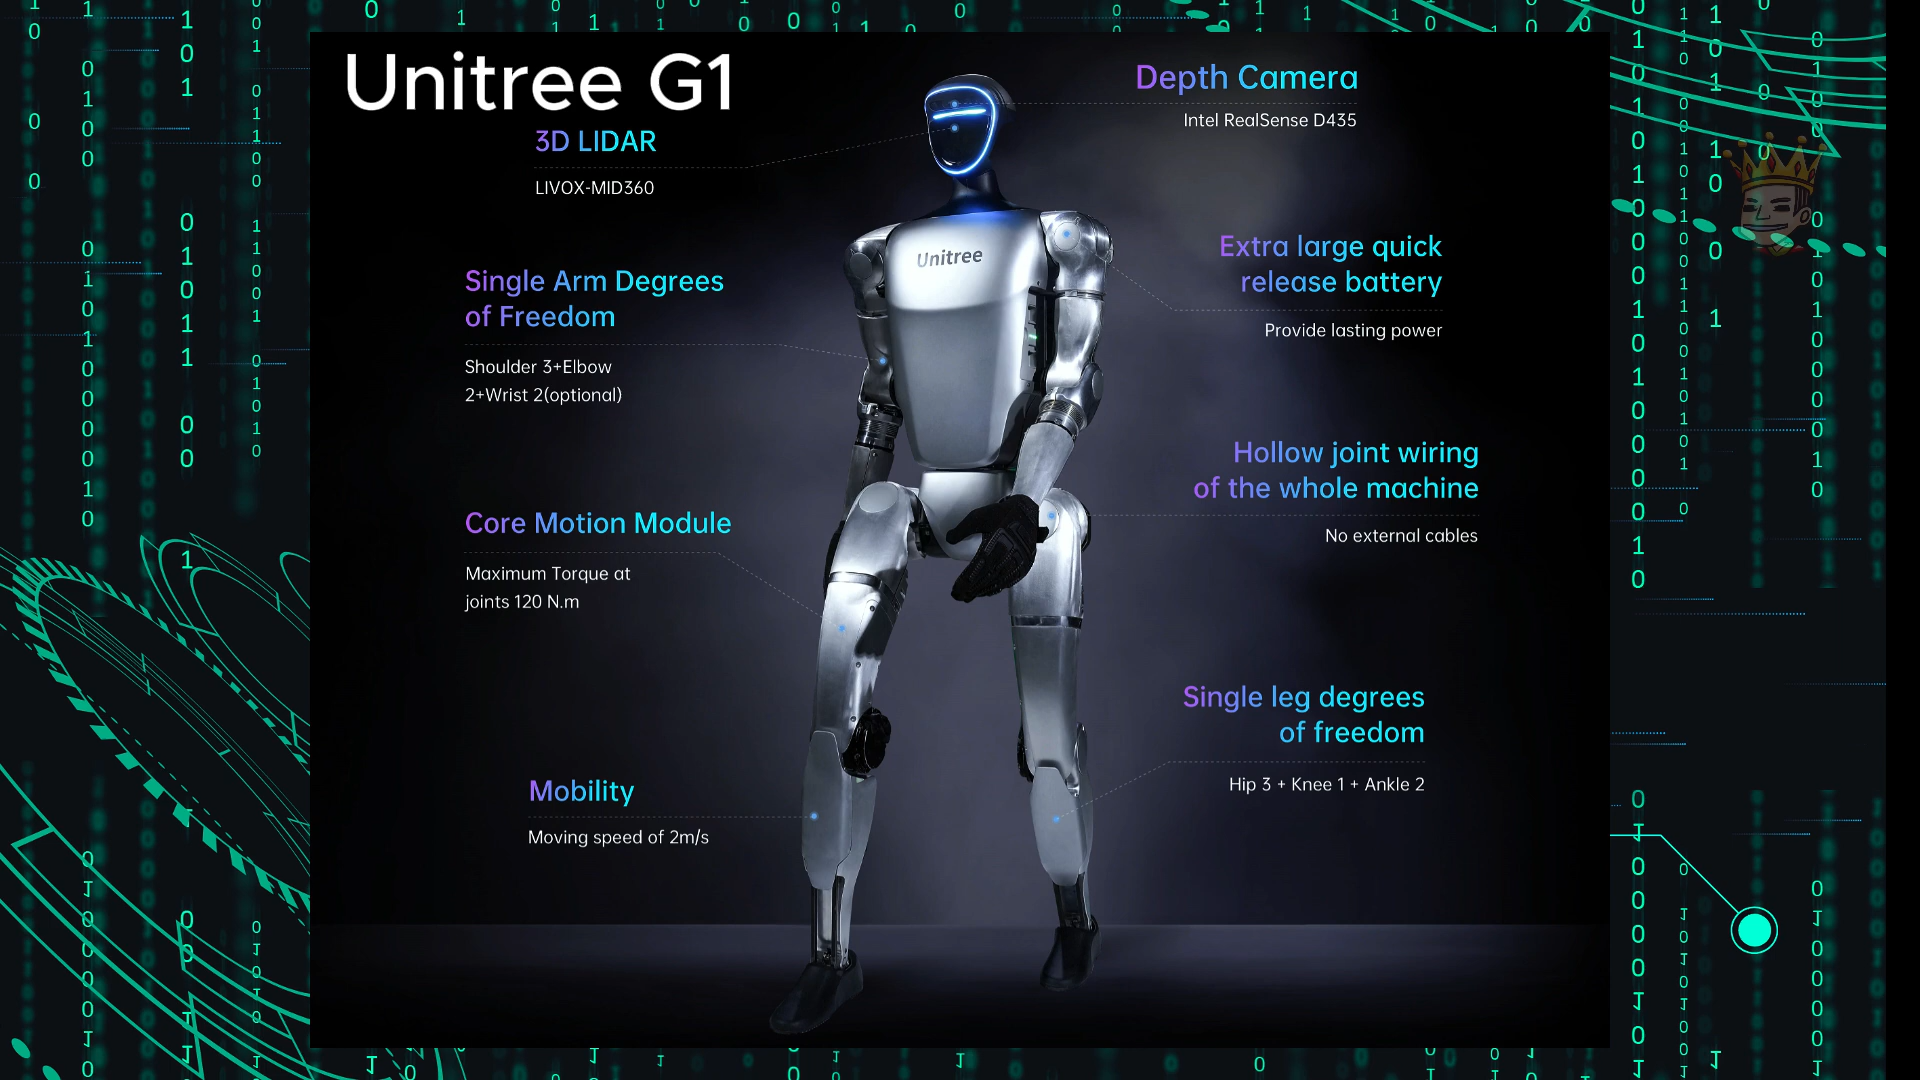 Unitree G1
3D LIDAR
LIVOX-MID360
Depth Camera
Intel RealSense D435
Unitree
Single Arm Degrees
of Freedom
Shoulder 3+Elbow
2+Wrist 2(optional)
Extra large quick
release battery
Provide lasting power
Hollow joint wiring
of the whole machine
No external cables
Core Motion Module
Maximum Torque at
joints 120 N.m
Single leg degrees
of freedom
Hip 3 + Knee 1 + Ankle 2
Mobility
Moving speed of 2m/s